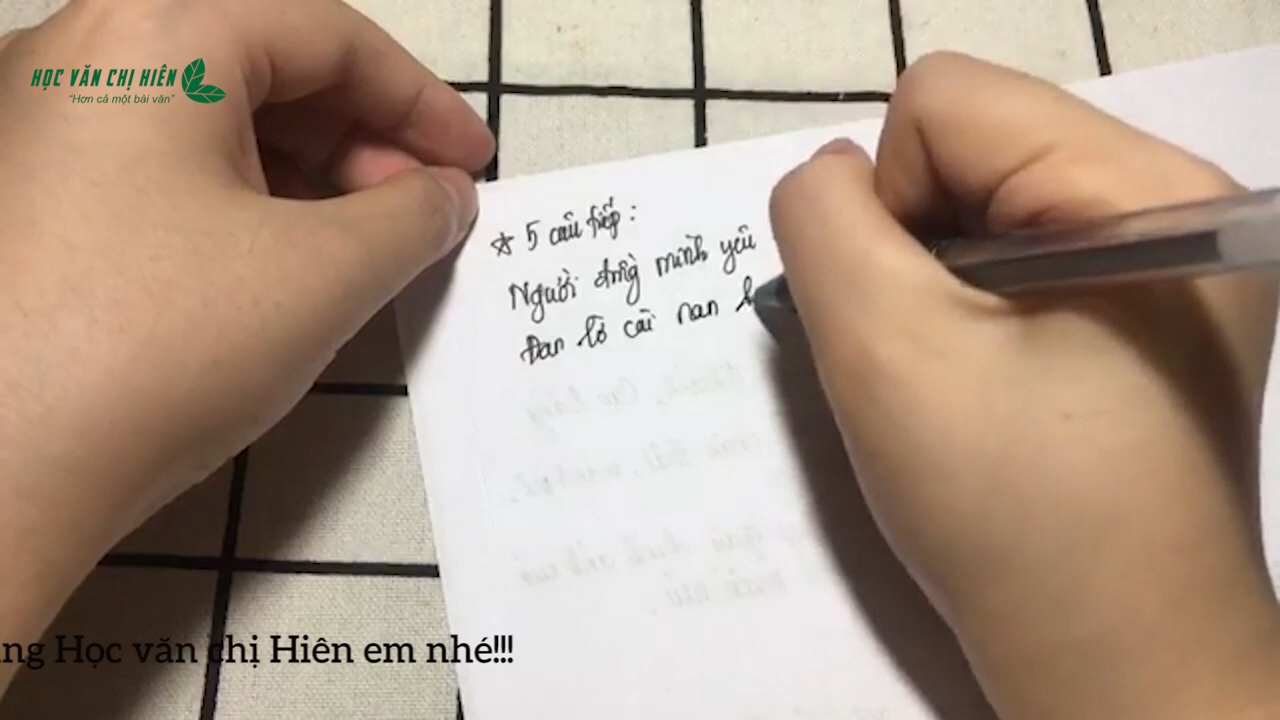 HỌC VĂN CHỊ HIÊN
"Hơn cả một bài văn"
★ 5 câu tiếp:
Người đồng mình yêu
Đan lờ cài nan
ng Học văn chị Hiên em nhé!!!